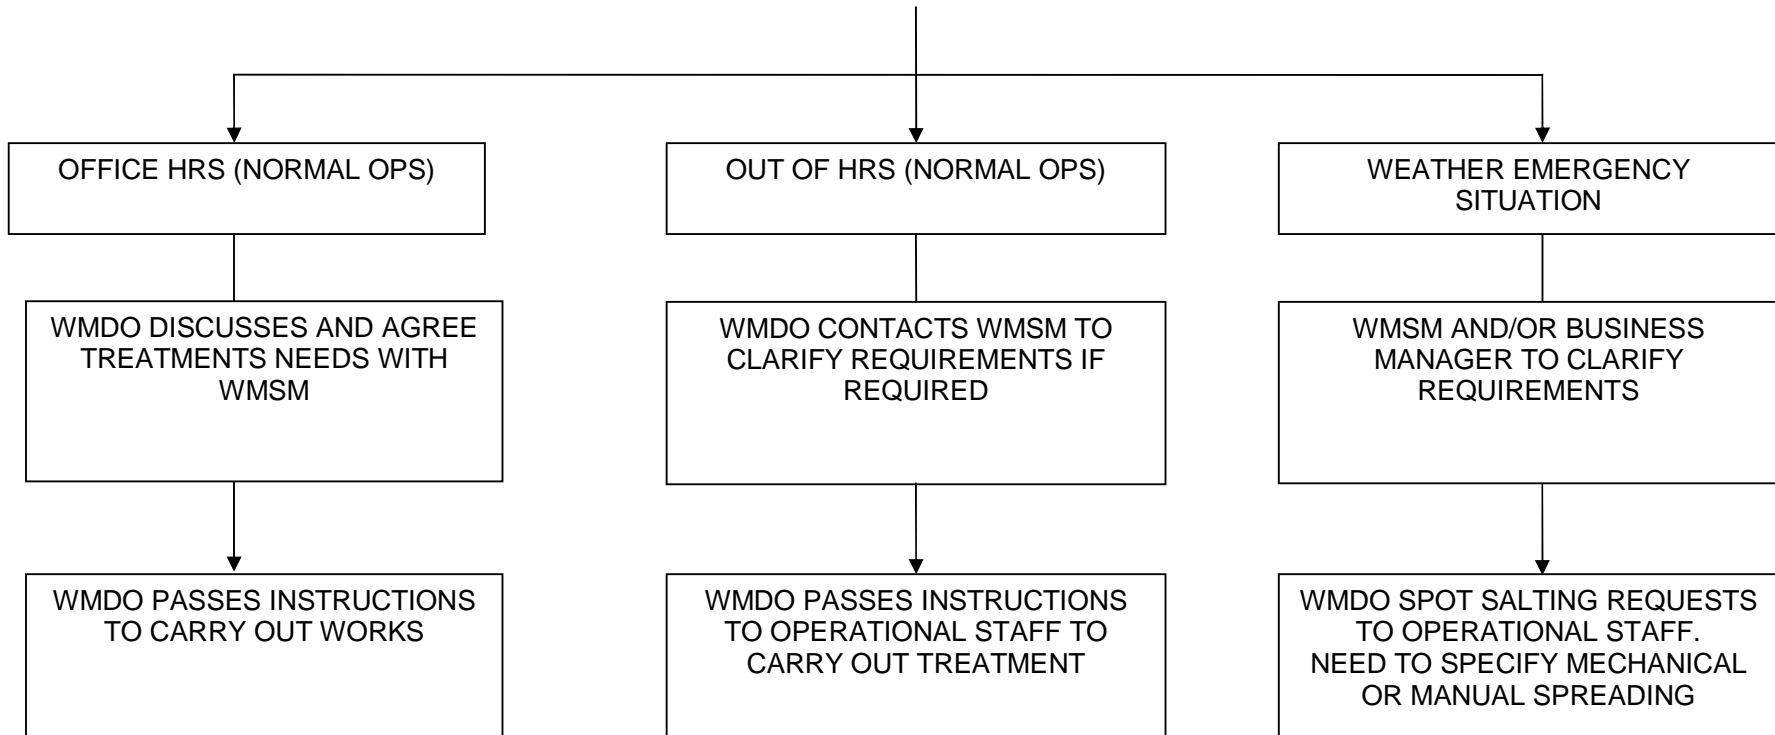 OFFICE HRS (NORMAL OPS)
OUT OF HRS (NORMAL OPS)
WEATHER EMERGENCY
SITUATION
WMDO DISCUSSES AND AGREE
TREATMENTS NEEDS WITH
WMSM
WMDO CONTACTS WMSM TO
CLARIFY REQUIREMENTS IF
REQUIRED
WMSM AND/OR BUSINESS
MANAGER TO CLARIFY
REQUIREMENTS
WMDO PASSES INSTRUCTIONS
TO CARRY OUT WORKS
WMDO PASSES INSTRUCTIONS
TO OPERATIONAL STAFF TO
CARRY OUT TREATMENT
WMDO SPOT SALTING REQUESTS
TO OPERATIONAL STAFF.
NEED TO SPECIFY MECHANICAL
OR MANUAL SPREADING